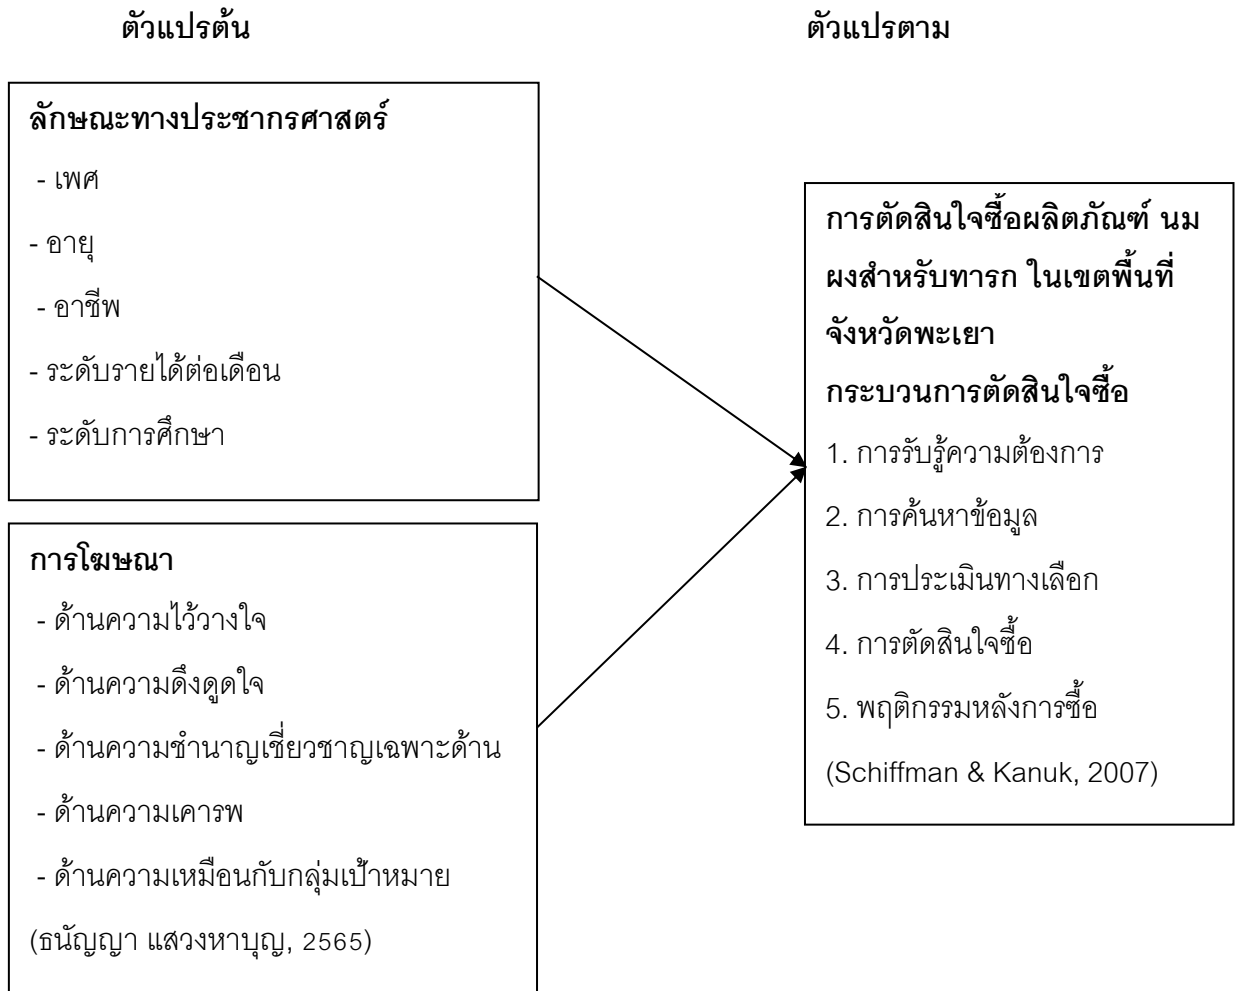 ตัวแปรต้น
ตัวแปรตาม
ลักษณะทางประชากรศาสตร์
- เพศ
- อายุ
- อาชีพ
- ระดับรายได้ต่อเดือน
- ระดับการศึกษา
การโฆษณา
- ด้านความไว้วางใจ
- ด้านความดึงดูดใจ
- ด้านความชำนาญเชี่ยวชาญเฉพาะด้าน
- ด้านความเคารพ
- ด้านความเหมือนกับกลุ่มเป้าหมาย
(ธนัญญา แสวงหาบุญ, 2565)
การตัดสินใจซื้อผลิตภัณฑ์ นม
ผงสำหรับทารก ในเขตพื้นที่
จังหวัดพะเยา
กระบวนการตัดสินใจซื้อ
1. การรับรู้ความต้องการ
2. การค้นหาข้อมูล
3. การประเมินทางเลือก
4. การตัดสินใจซื้อ
5. พฤติกรรมหลังการซื้อ
(Schiffman & Kanuk, 2007)